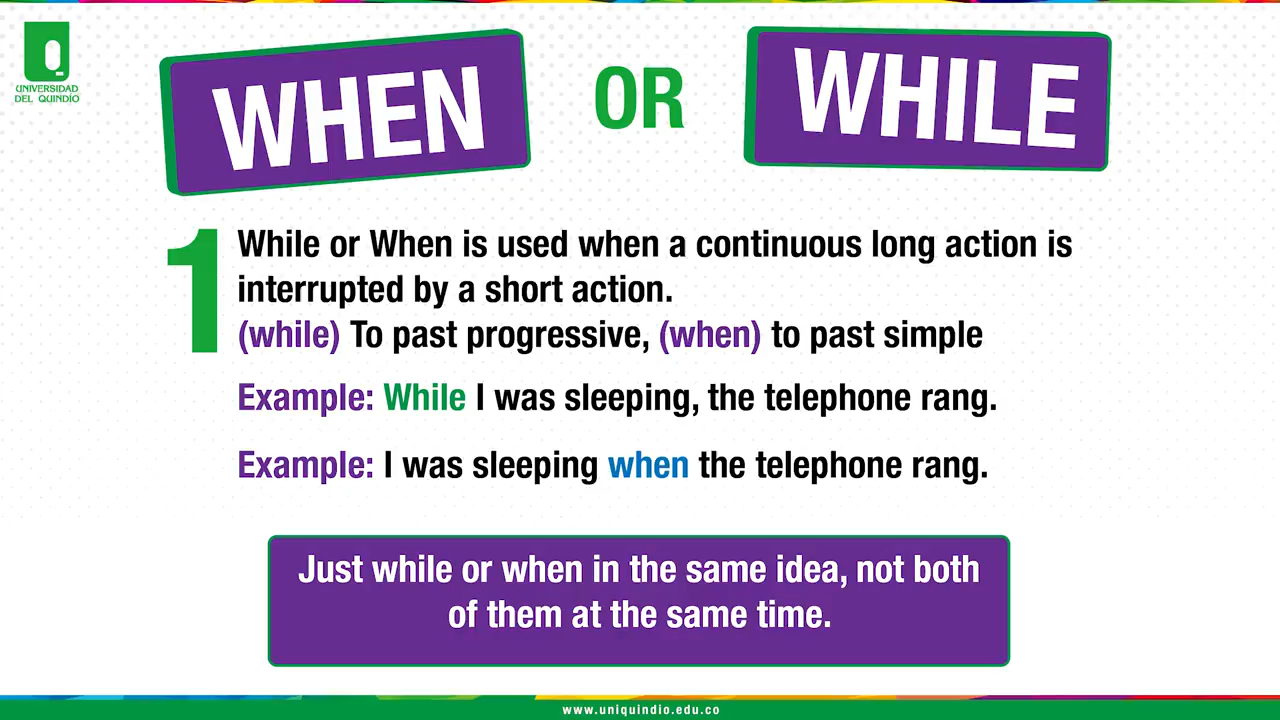 UNIVERSIDAD
DEL QUINDÍO
WHEN OR WHILE
1
While or When is used when a continuous long action is
interrupted by a short action.
(while) To past progressive, (when) to past simple
Example: While I was sleeping, the telephone rang.
Example: I was sleeping when the telephone rang.
Just while or when in the same idea, not both
of them at the same time.
www.uniquindio.edu.co